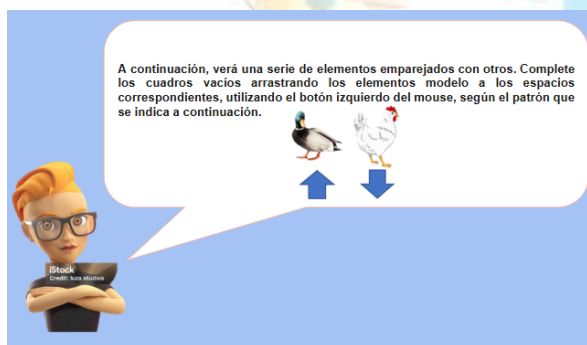 A continuación, verá una serie de elementos emparejados con otros. Complete
los cuadros vacíos arrastrando los elementos modelo a los espacios
correspondientes, utilizando el botón izquierdo del mouse, según el patrón que
se indica a continuación.
iStock
Credit: luza studios